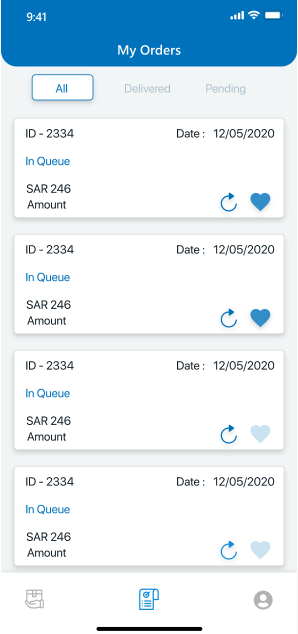 9:41
My Orders
All Delivered Pending
ID - 2334 Date : 12/05/2020
In Queue
SAR 246
Amount
ID - 2334 Date : 12/05/2020
In Queue
SAR 246
Amount
ID - 2334 Date : 12/05/2020
In Queue
SAR 246
Amount
ID - 2334 Date : 12/05/2020
In Queue
SAR 246
Amount